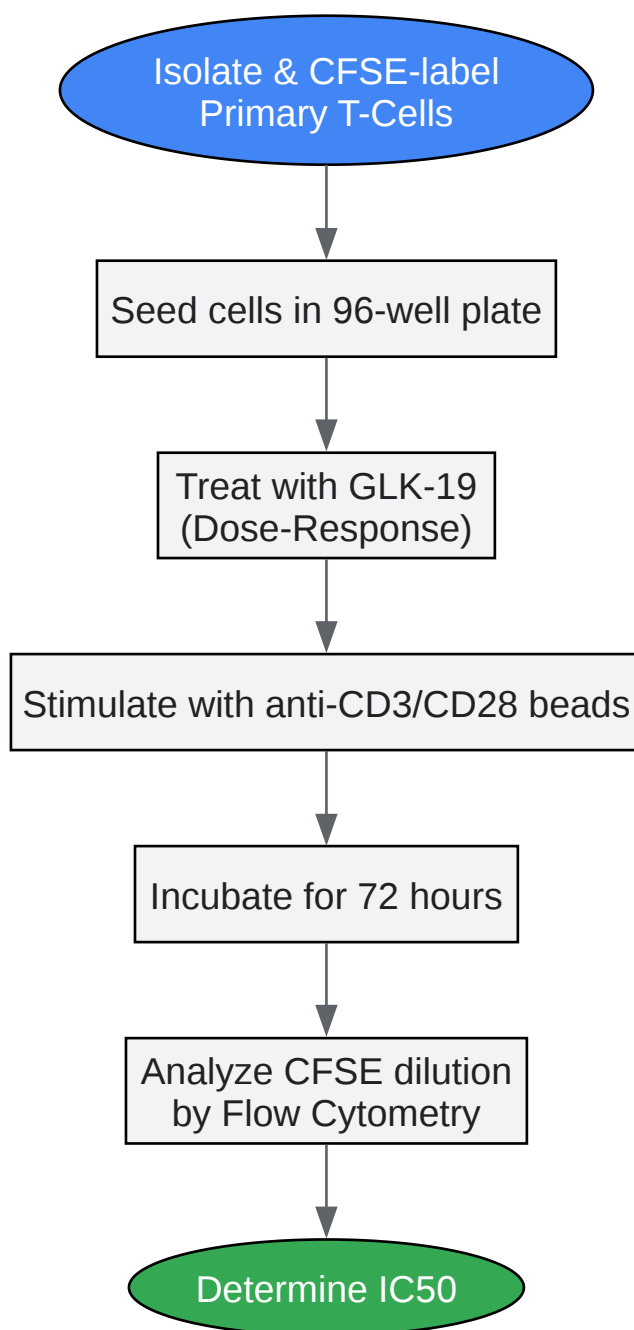 Isolate & CFSE-label
Primary T-Cells
Seed cells in 96-well plate
Treat with GLK-19
(Dose-Response)
Stimulate with anti-CD3/CD28 beads
Incubate for 72 hours
Analyze CFSE dilution
by Flow Cytometry
Determine IC50